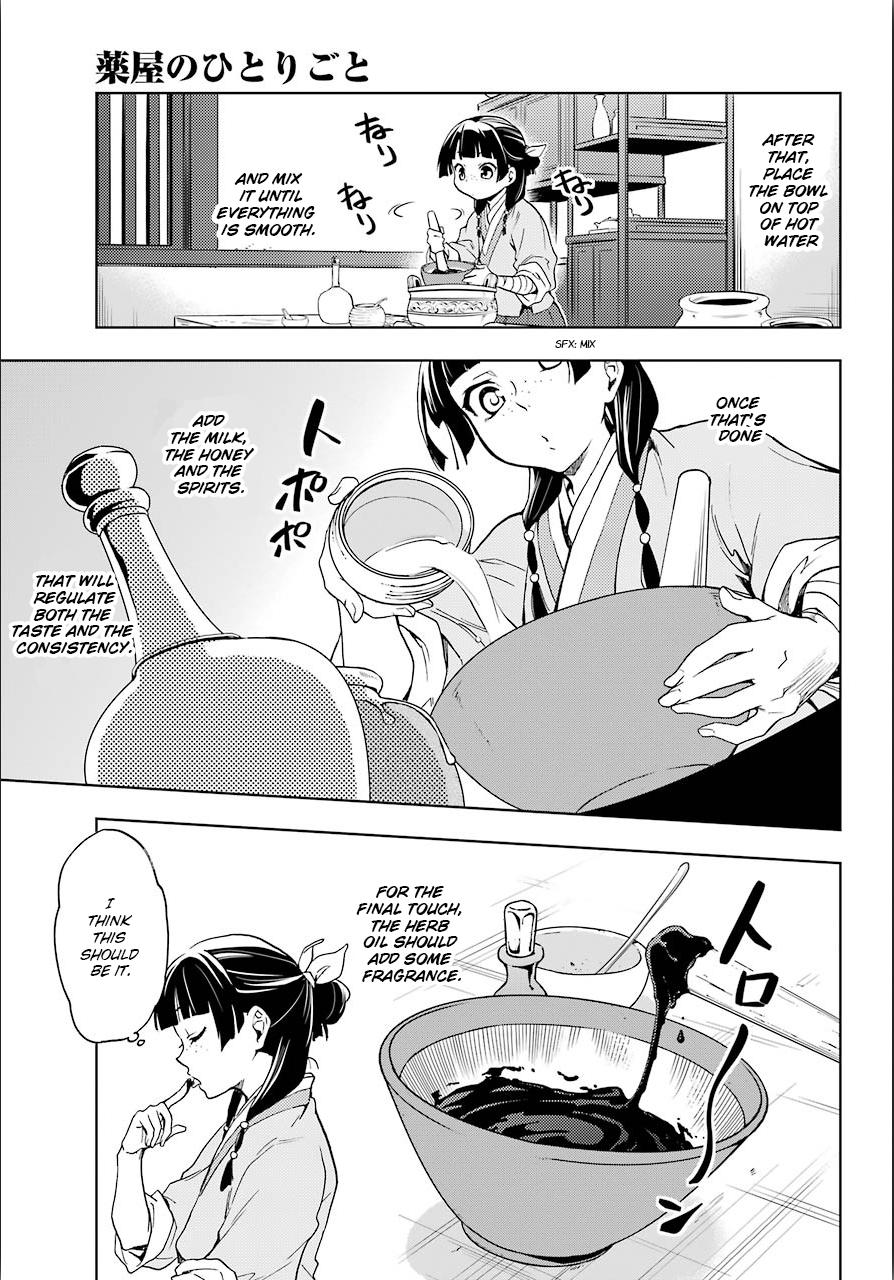 薬屋のひとりごと
AFTER
THAT,
PLACE
THE BOWL
ON TOP
OF HOT
WATER
ねり
AND MIX
IT UNTIL
EVERYTHING
IS SMOOTH.
ねり
ねり
SFX: MIX
ONCE
THAT'S
DONE
ADD
THE MILK,
THE HONEY
AND THE
SPIRITS.
トポポ
THAT WILL
REGULATE
BOTH THE
TASTE AND THE
CONSISTENCY.
トローン
FOR THE
FINAL TOUCH,
THE HERB
OIL SHOULD
ADD SOME
FRAGRANCE.
I
THINK
THIS
SHOULD
BE IT.